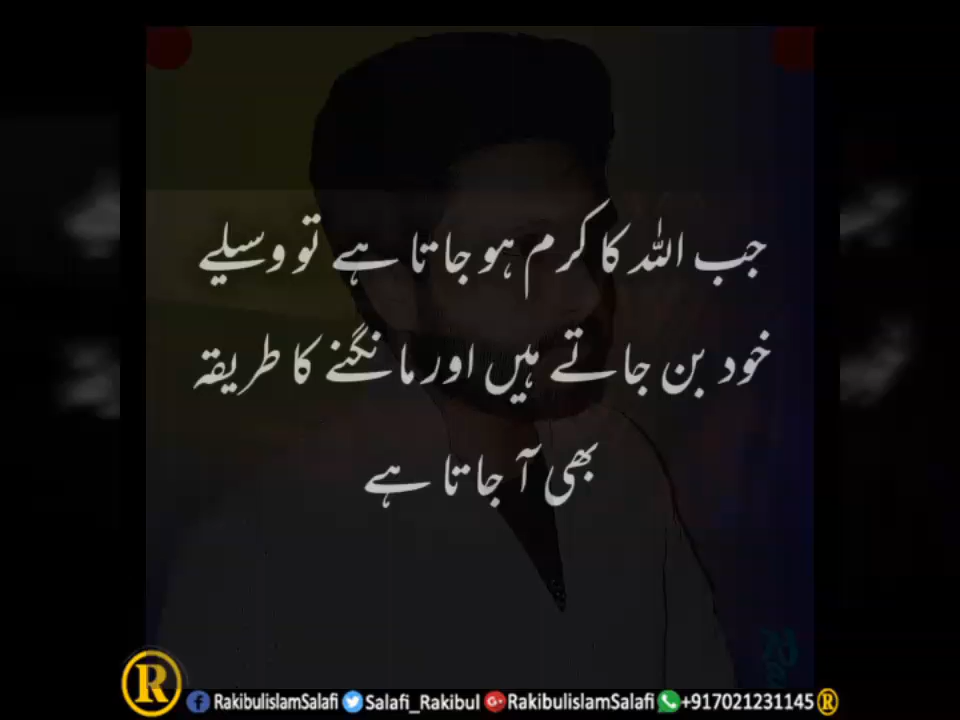 جب اللہ کا کرم ہو جاتا ہے تو وسیلے
خود بن جاتے ہیں اور مانگنے کا طریقہ
بھی آ جاتا ہے
R RakibulislamSalafi Salafi_Rakibul G+ RakibulislamSalafi +917021231145 R